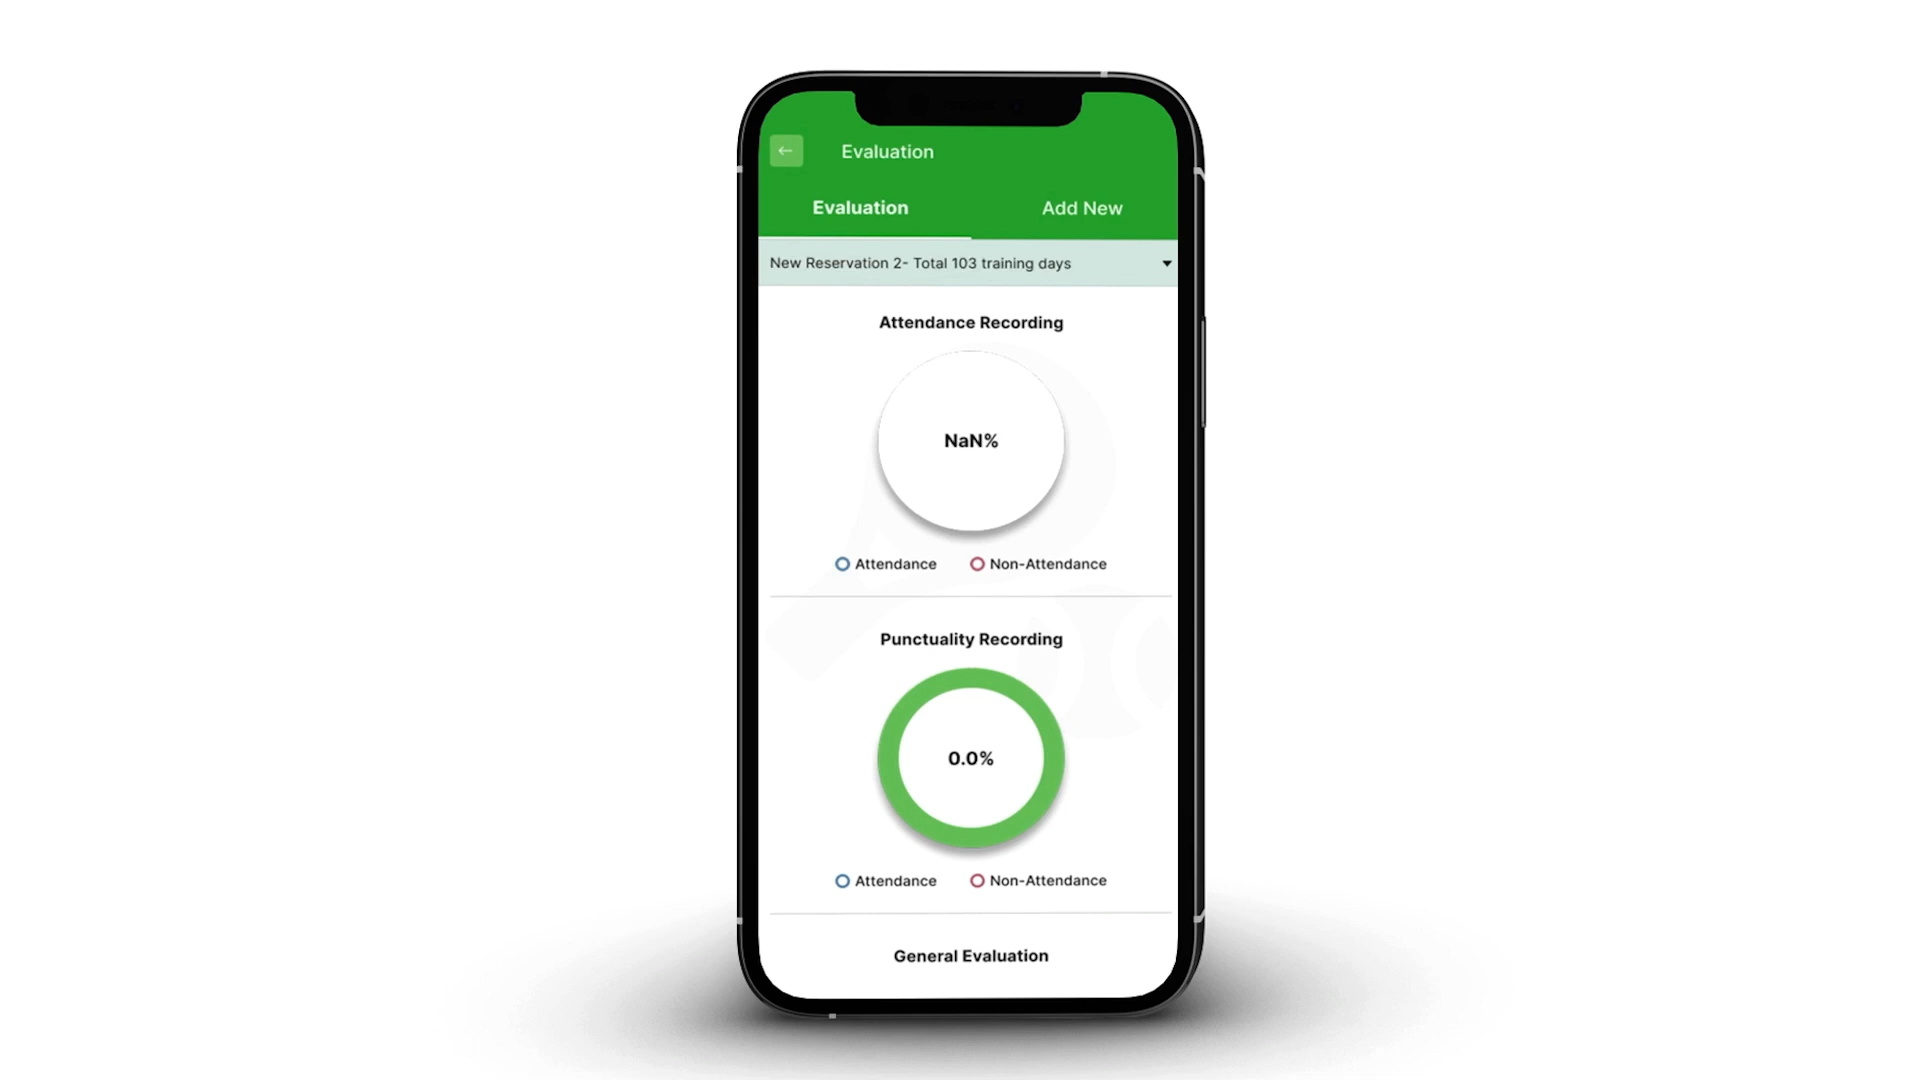 Evaluation
Evaluation
Add New
New Reservation 2- Total 103 training days
Attendance Recording
NaN%
Attendance
Non-Attendance
Punctuality Recording
0.0%
Attendance
Non-Attendance
General Evaluation